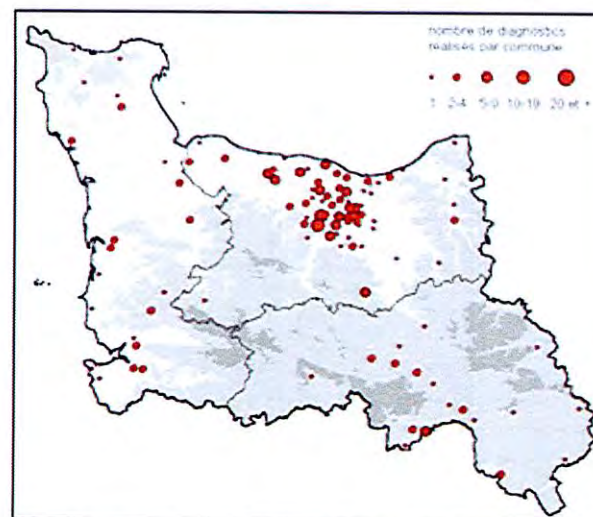 nombre de diagnostics
réalisés par commune
1 2-4 5-9 10-19 20 et +